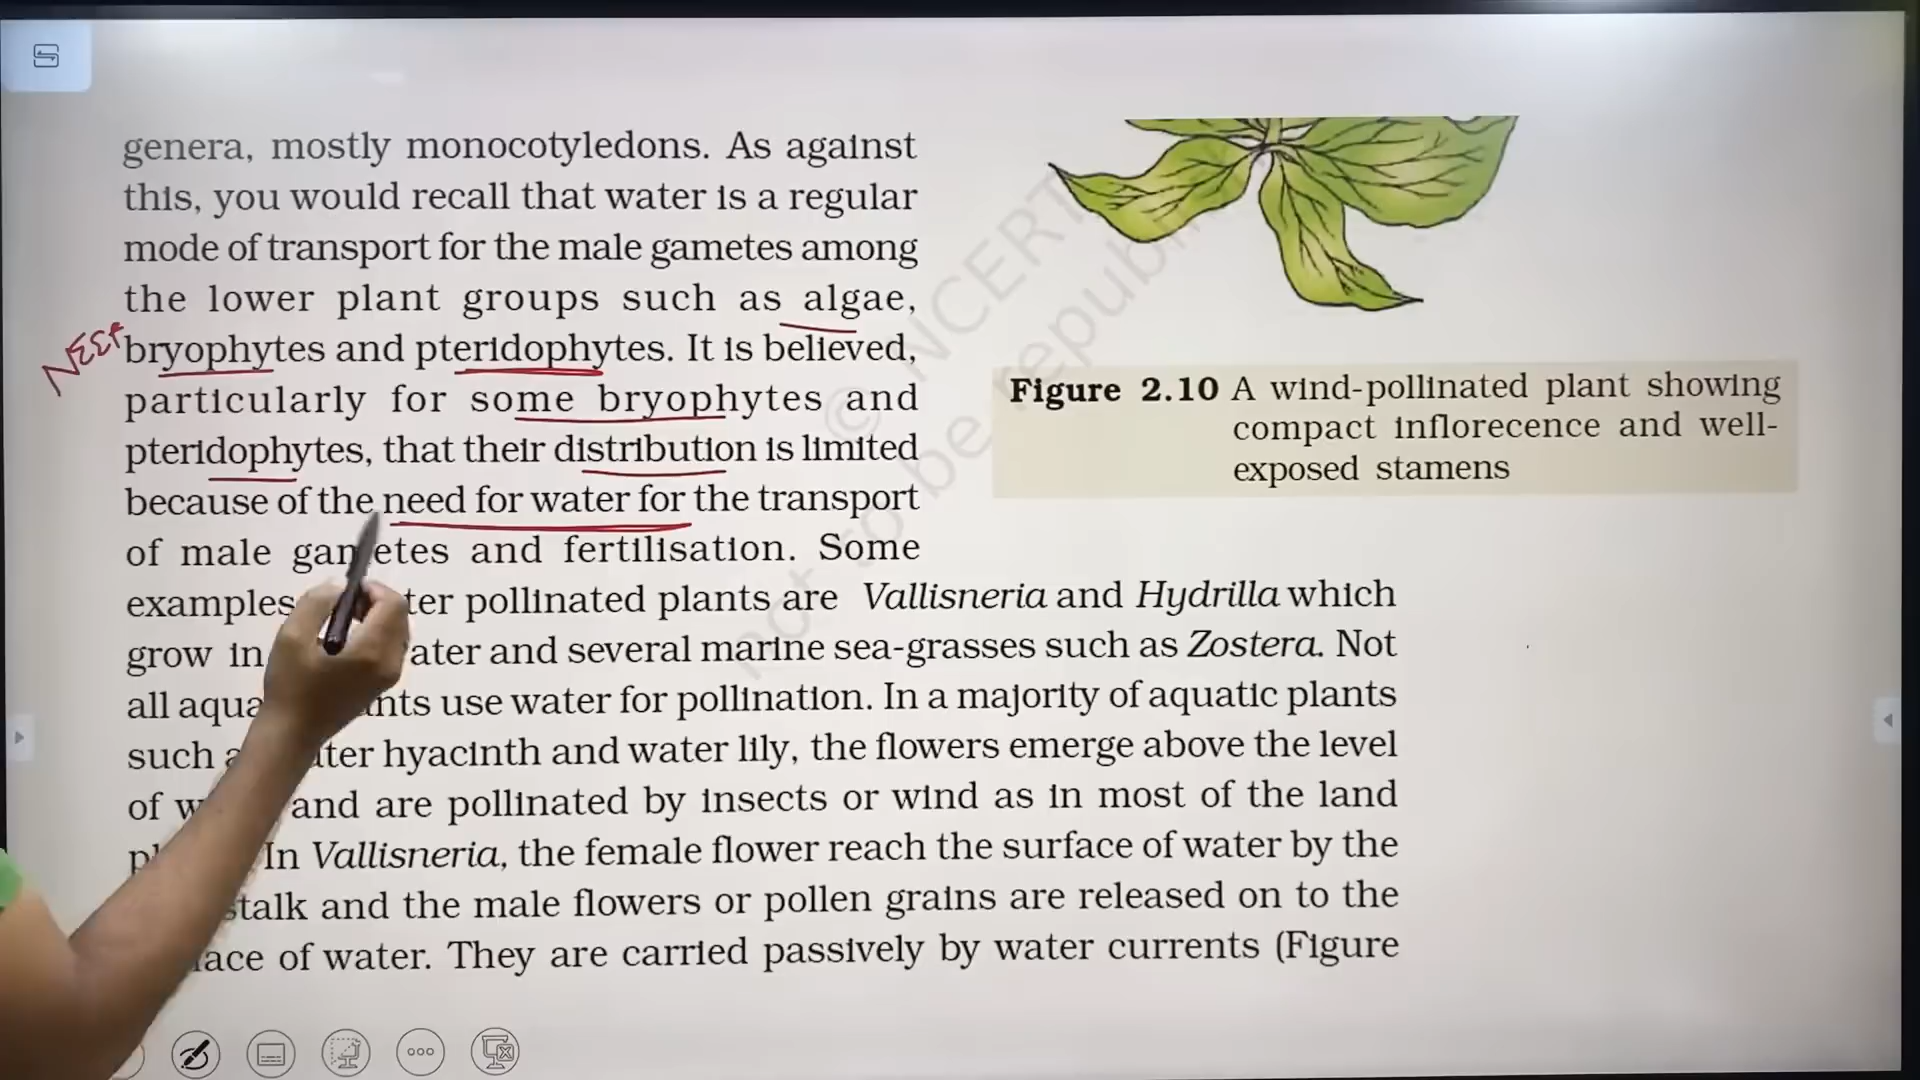 genera, mostly monocotyledons. As against
this, you would recall that water is a regular
mode of transport for the male gametes among
the lower plant groups such as algae,
NEET
bryophytes and pteridophytes. It is believed,
particularly for some bryophytes and
pteridophytes, that their distribution is limited
because of the need for water for the transport
of male gametes and fertilisation. Some
examples ter pollinated plants are Vallisneria and Hydrilla which
grow in ater and several marine sea-grasses such as Zostera. Not
all aqua nts use water for pollination. In a majority of aquatic plants
such a ter hyacinth and water lily, the flowers emerge above the level
of w and are pollinated by insects or wind as in most of the land
pl In Vallisneria, the female flower reach the surface of water by the
stalk and the male flowers or pollen grains are released on to the
ace of water. They are carried passively by water currents (Figure
Figure 2.10 A wind-pollinated plant showing
compact inflorecence and well-
exposed stamens
© NCERT
not to be republi